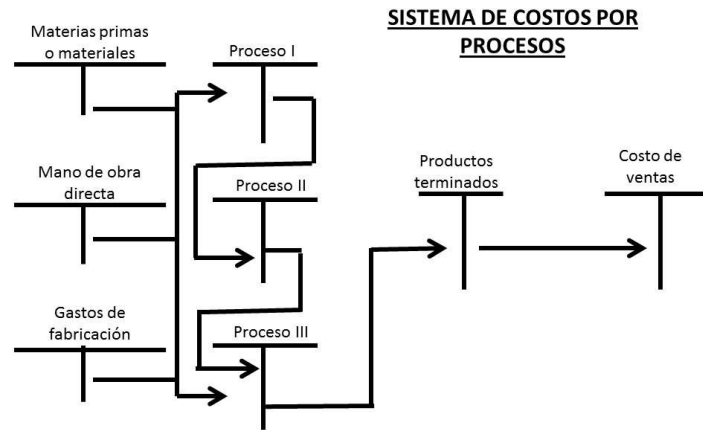 SISTEMA DE COSTOS POR
PROCESOS
Materias primas
o materiales
Proceso I
Mano de obra
directa
Proceso II
Productos
terminados
Costo de
ventas
Gastos de
fabricación
Proceso III